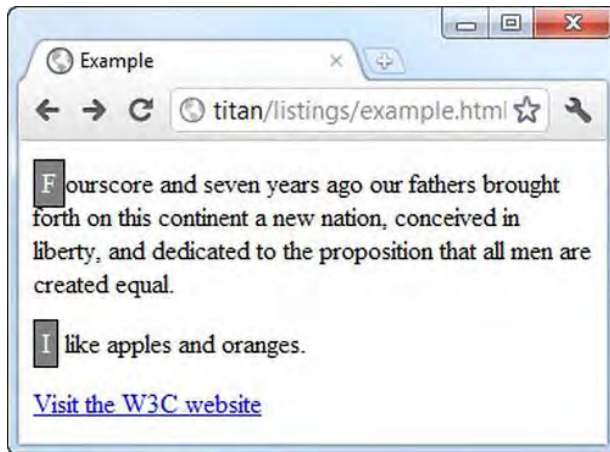 Example
titan/listings/example.html
Fourscore and seven years ago our fathers brought
forth on this continent a new nation, conceived in
liberty, and dedicated to the proposition that all men are
created equal.
I like apples and oranges.
Visit the W3C website